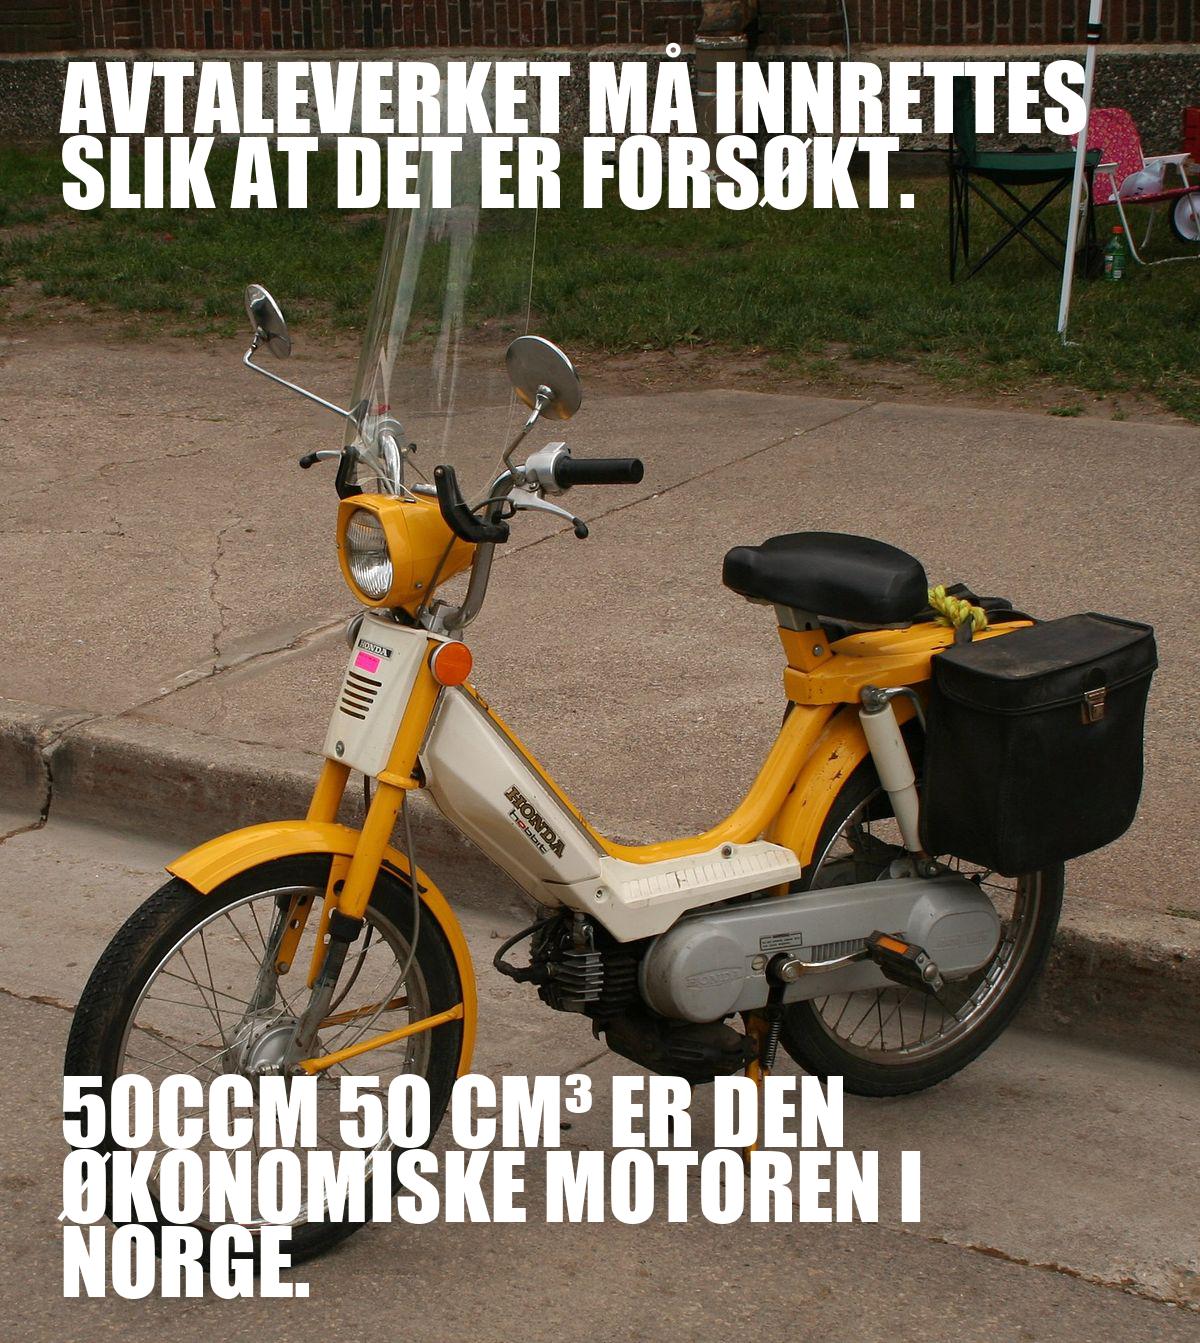 AVTALEVERKET MÅ INNRETTES
SLIK AT DET ER FORSØKT.
HONDA
HONDA
hobbit
HONDA
50CCM 50 CM³ ER DEN
ØKONOMISKE MOTOREN I
NORGE.